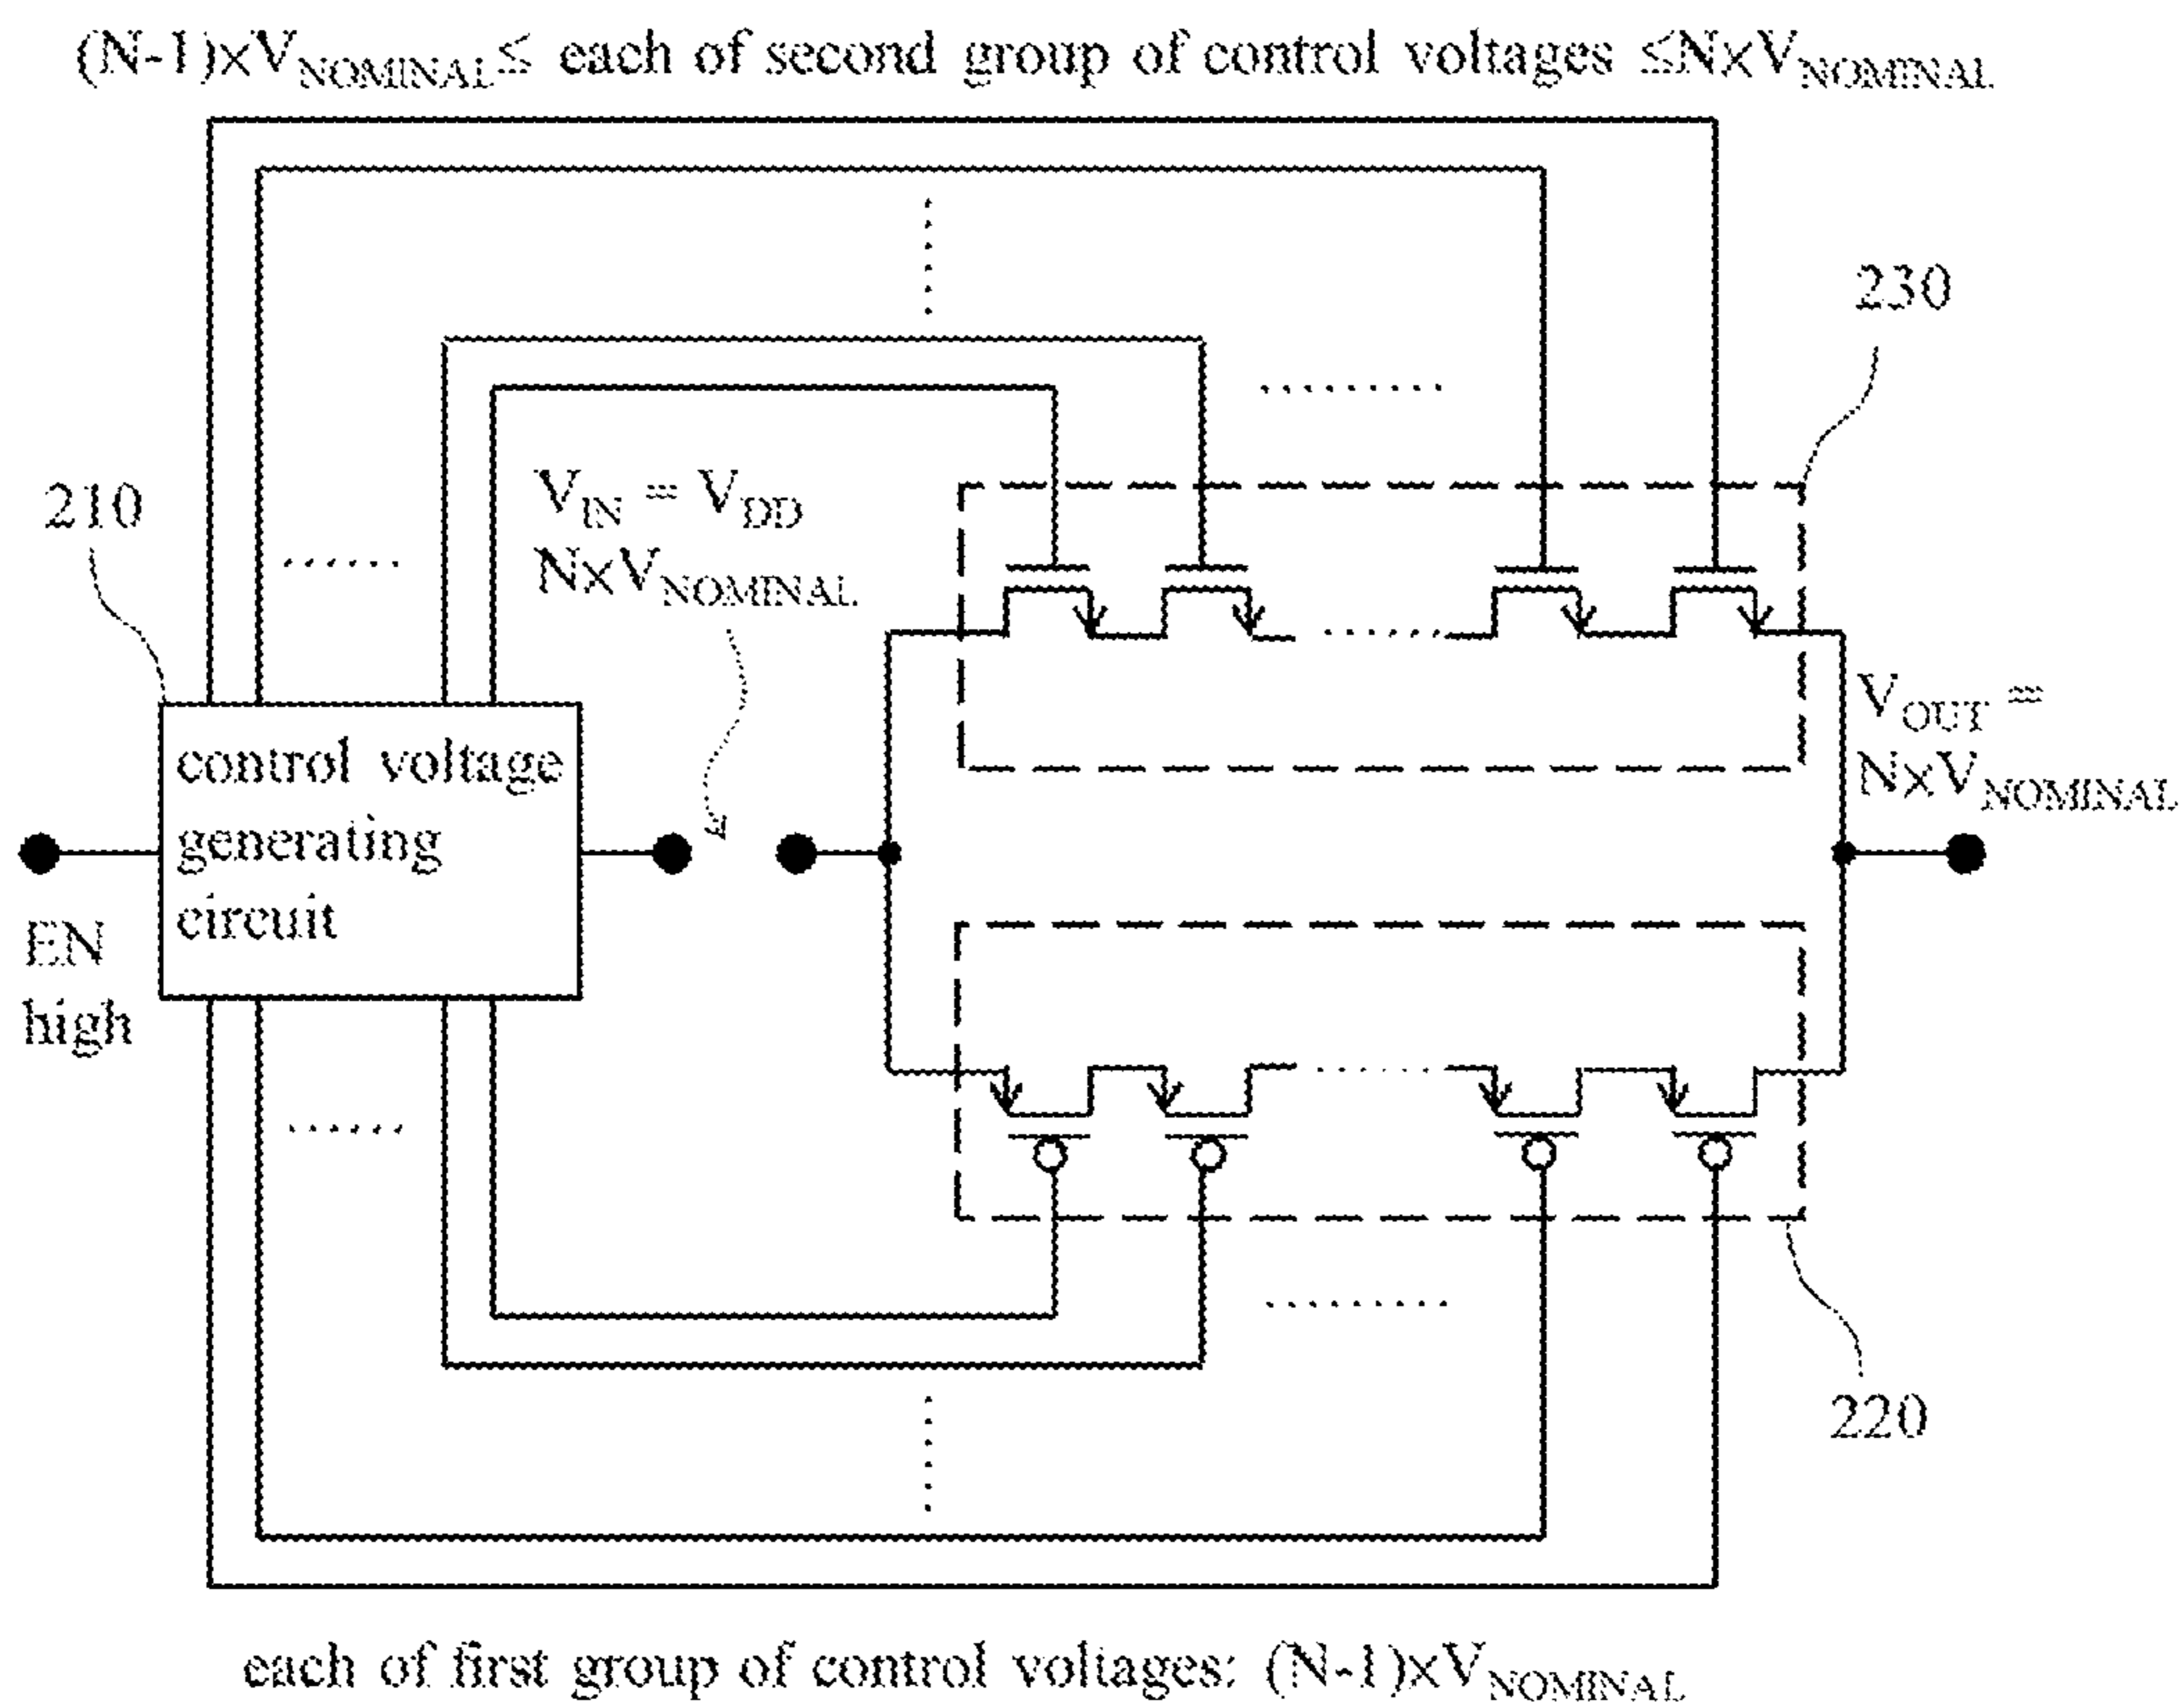 (N-1)×V_NOMINAL≤ each of second group of control voltages ≤N×V_NOMINAL
230
210
V_IN = V_DD
N×V_NOMINAL
V_OUT =
N×V_NOMINAL
control voltage
generating
circuit
EN
high
220
each of first group of control voltages: (N-1)×V_NOMINAL